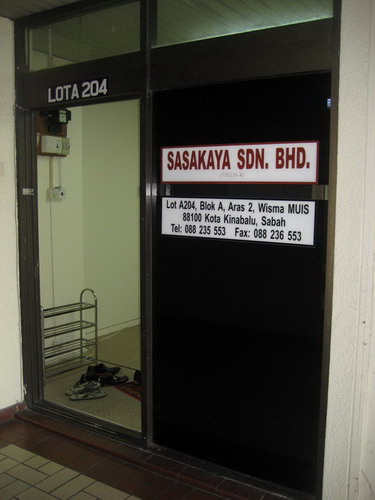 LOTA 204
SASAKAYA SDN. BHD.
Lot A204, Blok A, Aras 2, Wisma MUIS
88100 Kota Kinabalu, Sabah
Tel: 088 235 553 Fax: 088 236 553